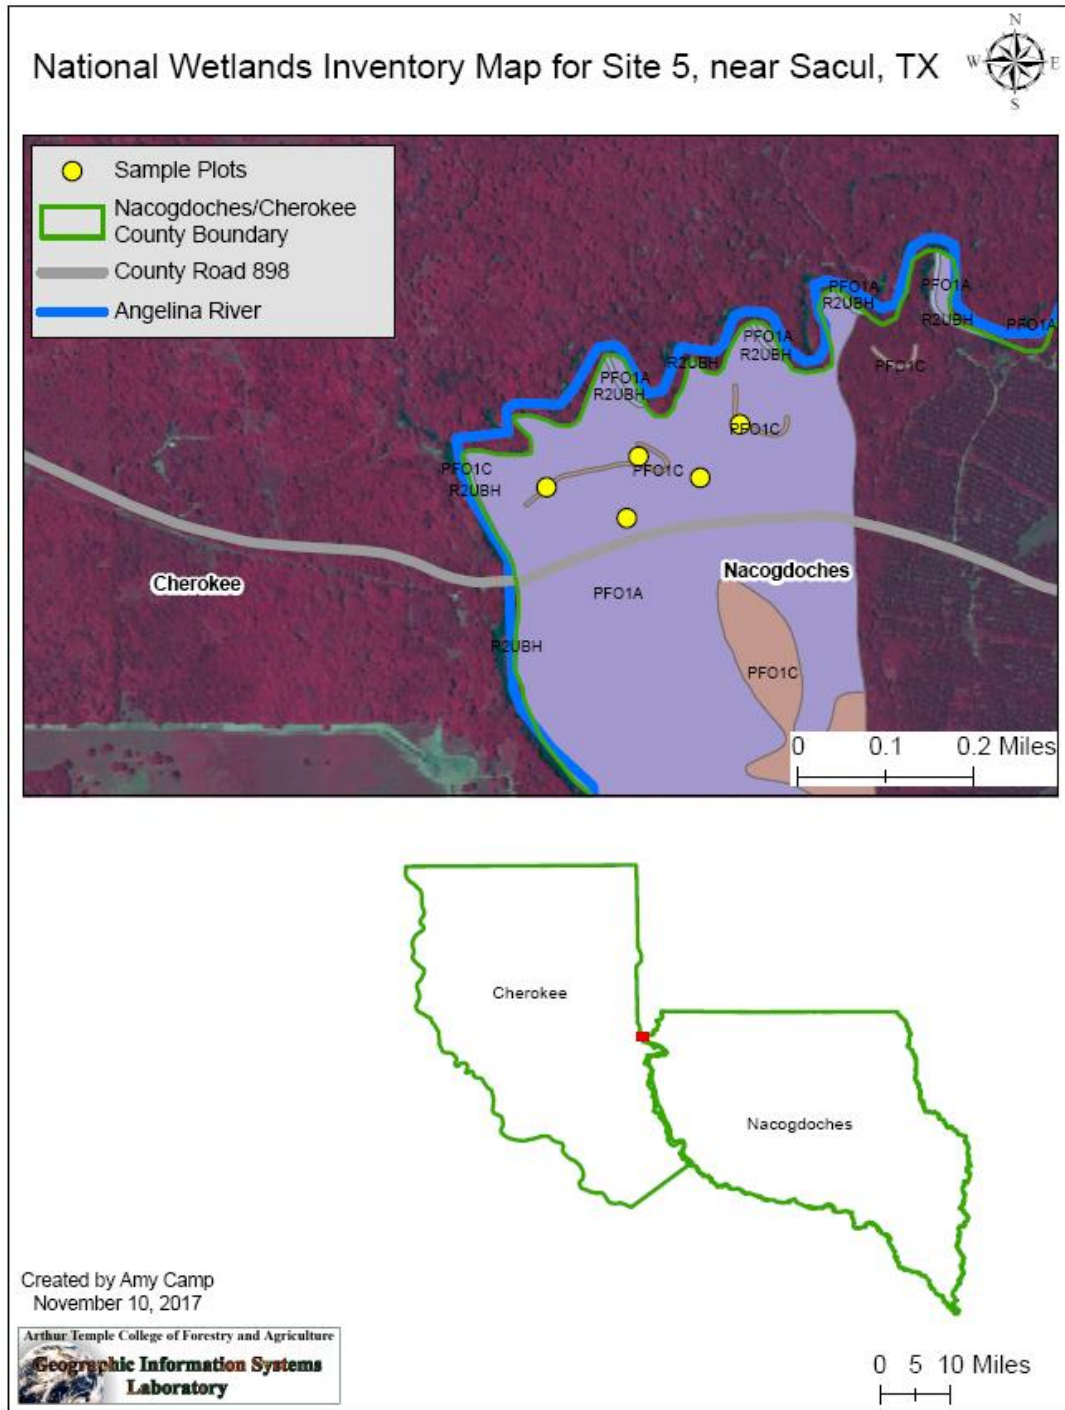 National Wetlands Inventory Map for Site 5, near Sacul, TX
N
W E
S
Sample Plots
Nacogdoches/Cherokee
County Boundary
County Road 898
Angelina River
PFO1A
PFO1A
R2UBH
R2UBH
PFO1A
PFO1A
R2UBH
R2UBH
PFO1C
PFO1A
R2UBH
PFO1C
PFO1C
PFO1C
R2UBH
Cherokee
Nacogdoches
PFO1A
R2UBH
PFO1C
0 0.1 0.2 Miles
Cherokee
Nacogdoches
Created by Amy Camp
November 10, 2017
Arthur Temple College of Forestry and Agriculture
Geographic Information Systems
Laboratory
0 5 10 Miles